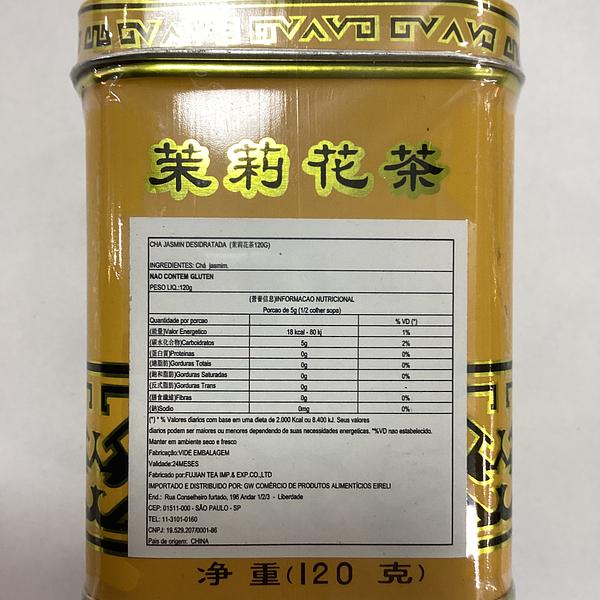 茉莉花茶
CHA JASMIN DESIDRATADA (茉莉花茶120G)
INGREDIENTES: Chá jasmim.
NAO CONTEM GLUTEN
PESO LIQ.:120g
(營養信息)INFORMACAO NUTRICIONAL
Porcao de 5g (1/2 colher sopa)
Quantidade por porcao % VD (*)
(能量)Valor Energetico 18 kcal - 80 kj 1%
(碳水化合物)Carboidratos 5g 2%
(蛋白質)Proteinas 0g 0%
(總脂肪)Gorduras Totais 0g 0%
(飽和脂肪)Gorduras Saturadas 0g 0%
(反式脂肪)Gorduras Trans 0g -
(膳食纖維)Fibras 0g 0%
(鈉)Sodio 0mg 0%
(*) * % Valores diarios com base em uma dieta de 2.000 Kcal ou 8.400 kJ. Seus valores
diarios podem ser maiores ou menores dependendo de suas necessidades energeticas. *%VD nao estabelecido.
Manter em ambiente seco e fresco
Fabricação:VIDE EMBALAGEM
Validade:24MESES
Fabricado por:FUJIAN TEA IMP.& EXP.CO.,LTD
IMPORTADO E DISTRIBUIDO POR: GW COMÉRCIO DE PRODUTOS ALIMENTÍCIOS EIRELI
End.: Rua Conselheiro furtado, 196 Andar 1/2/3 - Liberdade
CEP: 01511-000 - SÃO PAULO - SP
TEL: 11-3101-0160
CNPJ: 19.529.207/0001-86
Pais de origem: CHINA
净重(120 克)